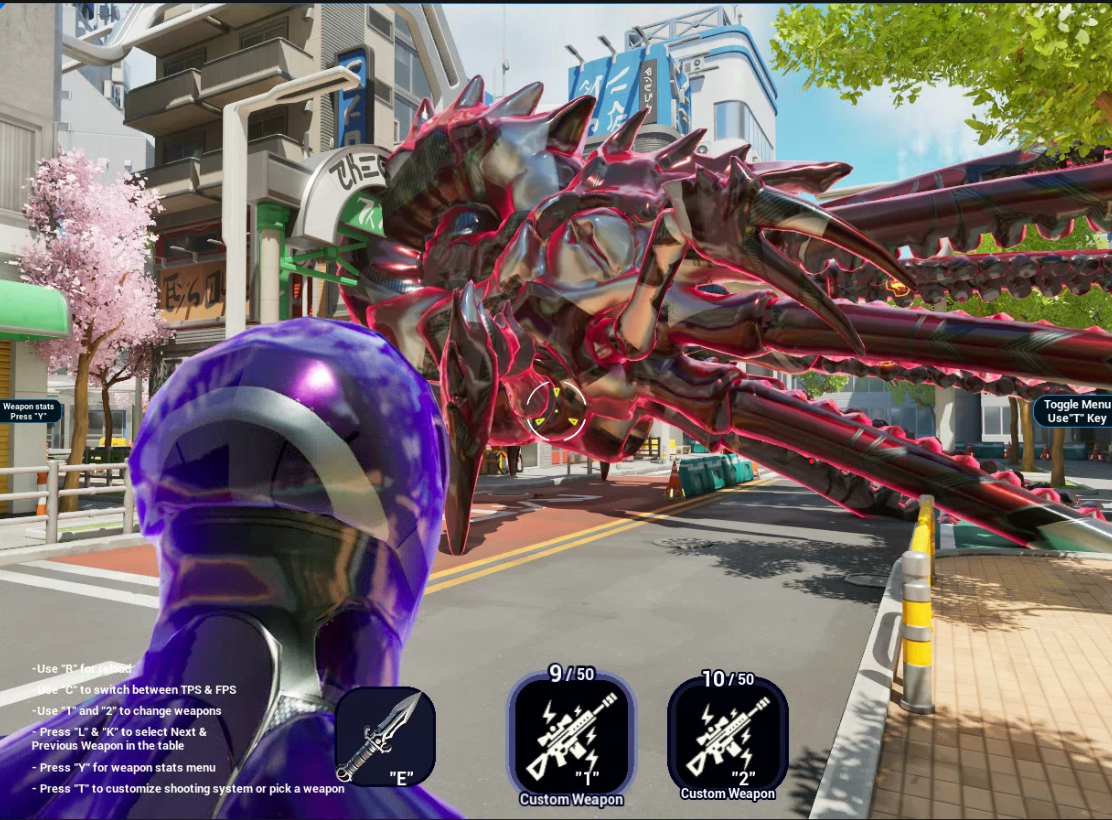 Weapon stats
Press "Y"
Toggle Menu
Use"T" Key
-Use "R" for reload
-Use "C" to switch between TPS & FPS
-Use "1" and "2" to change weapons
- Press "L" & "K" to select Next &
Previous Weapon in the table
- Press "Y" for weapon stats menu
- Press "T" to customize shooting system or pick a weapon
"E"
9/50
"1"
Custom Weapon
10/50
"2"
Custom Weapon